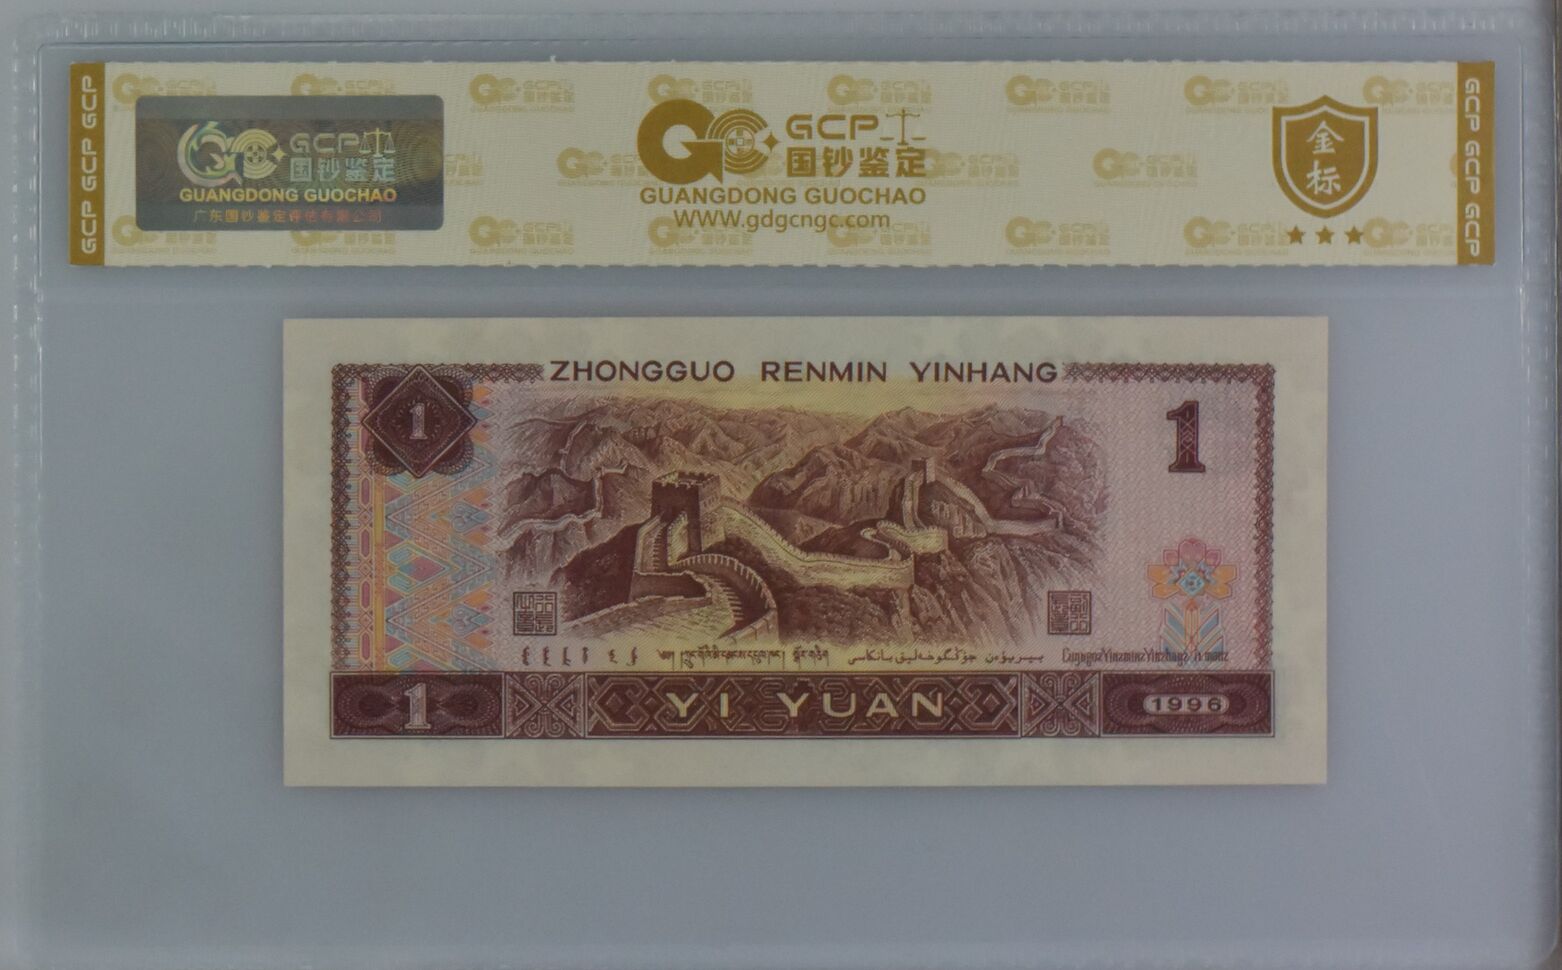 GCP GCP GCP
GCP
国钞鉴定
GUANGDONG GUOCHAO
广东国钞鉴定评估有限公司
GCP
国钞鉴定
GUANGDONG GUOCHAO
WWW.gdgcngc.com
金标
GCP GCP GCP
ZHONGGUO RENMIN YINHANG
1
1
1
YI YUAN
1996